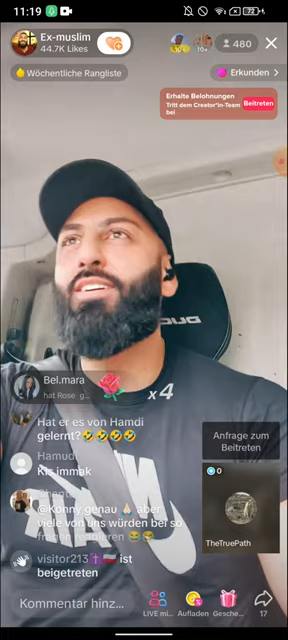 11:19
72
Ex-muslim
44.7K Likes
10+
480
Wöchentliche Rangliste
Erkunden >
Erhalte Belohnungen
Tritt dem Creator*in-Team
bei
Beitreten
Bel.mara
hat Rose g...
x4
Hat er es von Hamdi
gelernt?🤣🤣🤣🤣
Hamudi
Kis immak
@Konny genau 🙏🏻 aber
viele von uns würden bei so
fragen reagieren 😂😂
visitor213✝️🇵🇱 ist
beigetreten
Anfrage zum
Beitreten
0
TheTruePath
Kommentar hinz...
LIVE mi...
Aufladen
Gesche...
17